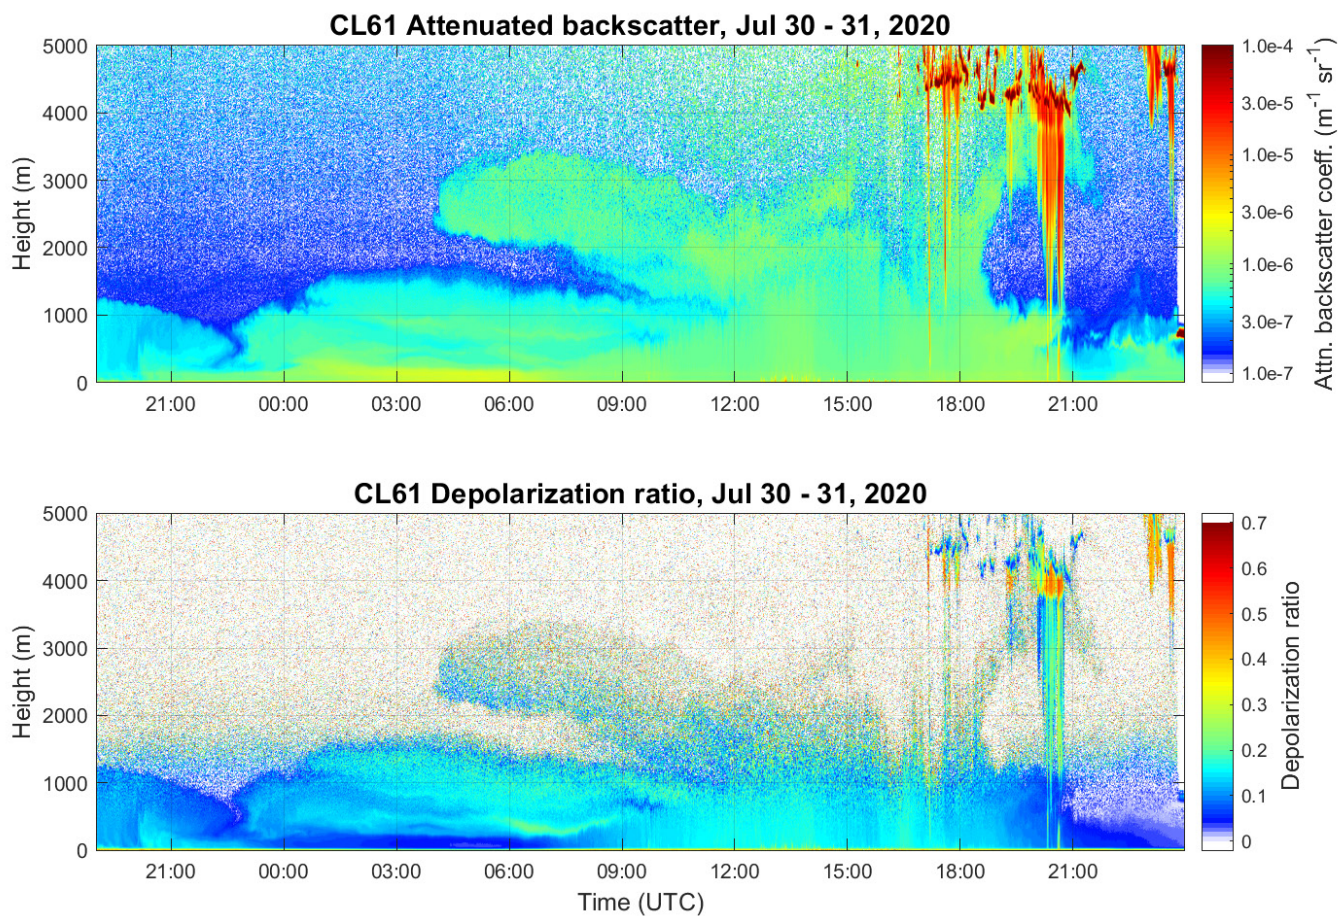 CL61 Attenuated backscatter, Jul 30 - 31, 2020
5000
4000
3000
2000
1000
0
Height (m)
21:00 00:00 03:00 06:00 09:00 12:00 15:00 18:00 21:00
1.0e-4
3.0e-5
1.0e-5
3.0e-6
1.0e-6
3.0e-7
1.0e-7
Attn. backscatter coeff. (m⁻¹ sr⁻¹)
CL61 Depolarization ratio, Jul 30 - 31, 2020
5000
4000
3000
2000
1000
0
Height (m)
21:00 00:00 03:00 06:00 09:00 12:00 15:00 18:00 21:00
Time (UTC)
0.7
0.6
0.5
0.4
0.3
0.2
0.1
0
Depolarization ratio